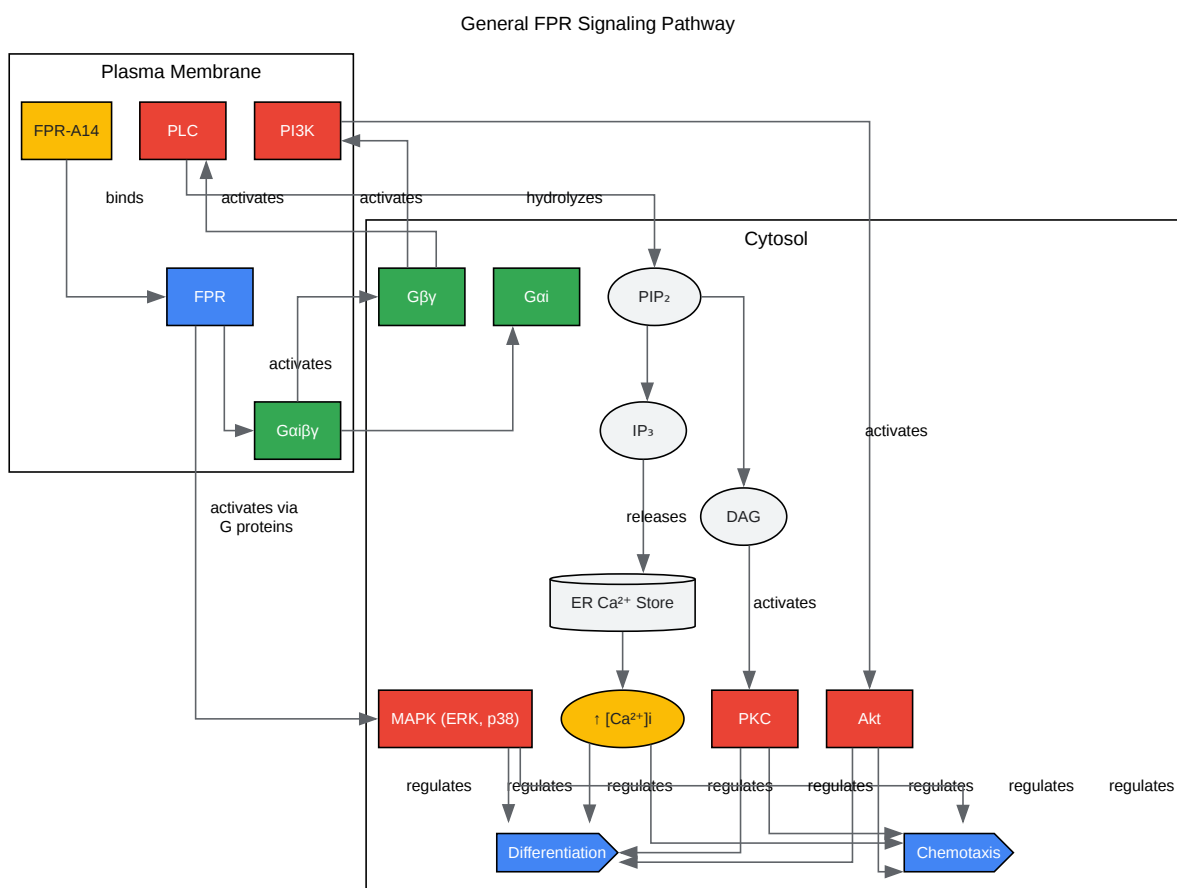 General FPR Signaling Pathway
Plasma Membrane
FPR-A14
PLC
PI3K
binds
activates
activates
hydrolyzes
Cytosol
FPR
Gβγ
Gαi
PIP₂
activates
Gαiβγ
IP₃
activates
activates via
G proteins
releases
DAG
ER Ca²⁺ Store
activates
MAPK (ERK, p38)
↑ [Ca²⁺]i
PKC
Akt
regulates
regulates
regulates
regulates
regulates
regulates
regulates
regulates
Differentiation
Chemotaxis